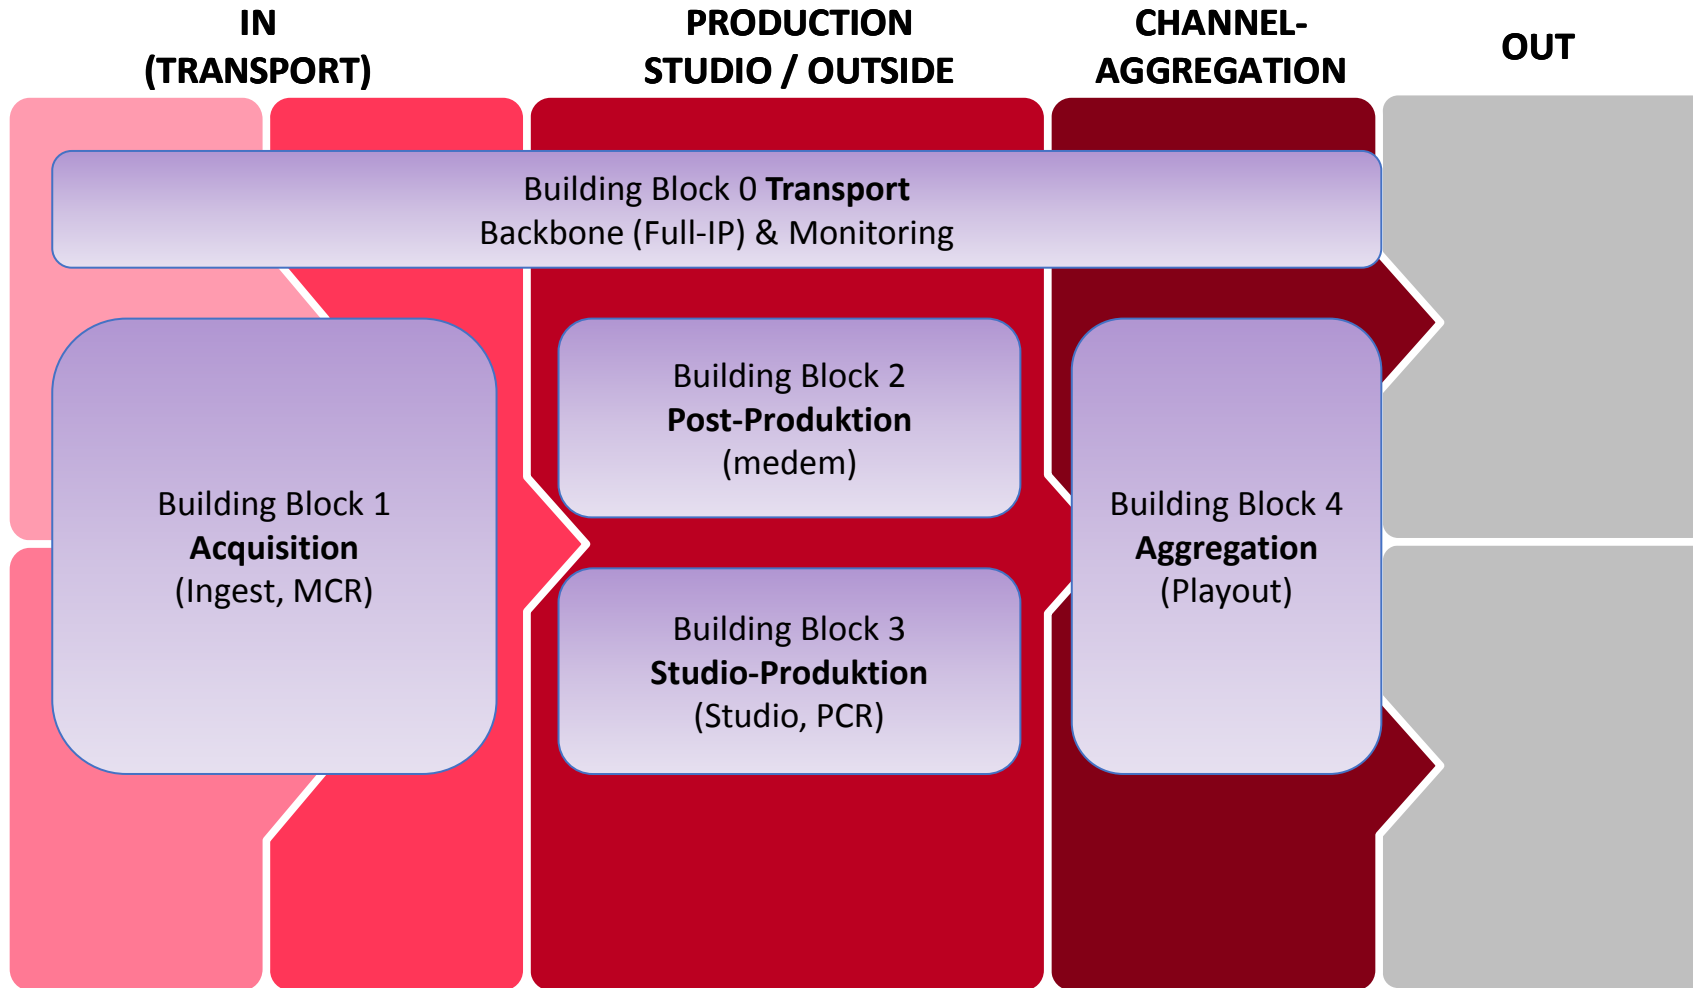 IN
(TRANSPORT)
PRODUCTION
STUDIO / OUTSIDE
CHANNEL-
AGGREGATION
OUT
Building Block 0 Transport
Backbone (Full-IP) & Monitoring
Building Block 1
Acquisition
(Ingest, MCR)
Building Block 2
Post-Produktion
(medem)
Building Block 3
Studio-Produktion
(Studio, PCR)
Building Block 4
Aggregation
(Playout)